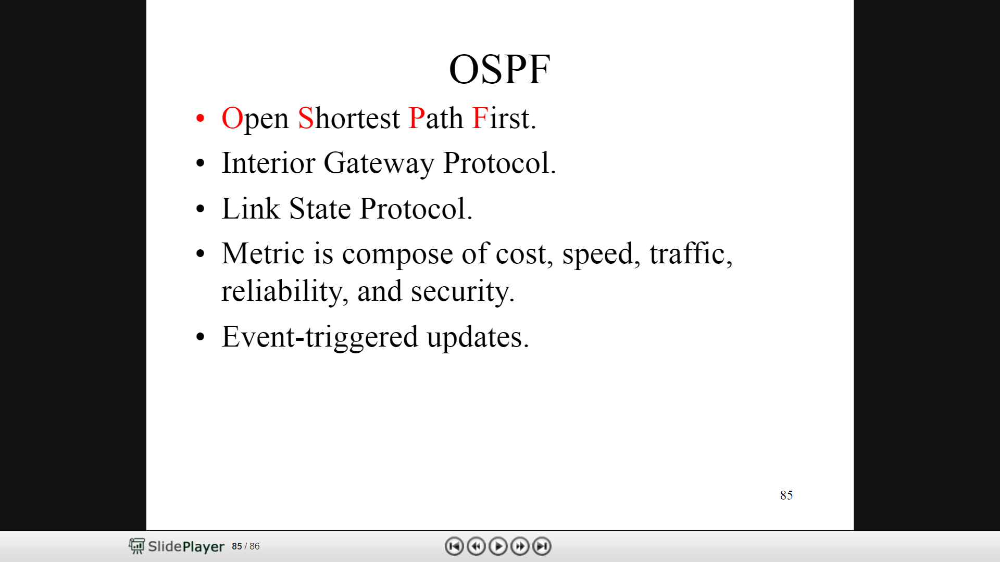 OSPF
• Open Shortest Path First.
• Interior Gateway Protocol.
• Link State Protocol.
• Metric is compose of cost, speed, traffic,
reliability, and security.
• Event-triggered updates.
85
SlidePlayer 85 / 86